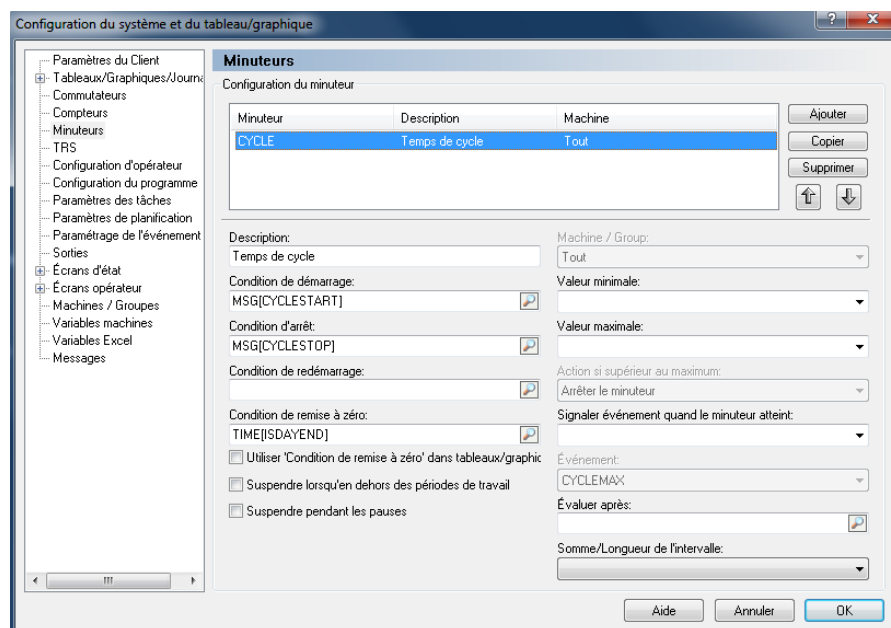 Configuration du système et du tableau/graphique
?
X
Paramètres du Client
Tableaux/Graphiques/Journa
Commutateurs
Compteurs
Minuteurs
TRS
Configuration d'opérateur
Configuration du programme
Paramètres des tâches
Paramètres de planification
Paramétrage de l'événement
Sorties
Écrans d'état
Écrans opérateur
Machines / Groupes
Variables machines
Variables Excel
Messages
Minuteurs
Configuration du minuteur
Minuteur Description Machine
CYCLE Temps de cycle Tout
Ajouter
Copier
Supprimer
Description:
Temps de cycle
Condition de démarrage:
MSG[CYCLESTART]
Condition d'arrêt:
MSG[CYCLESTOP]
Condition de redémarrage:
Condition de remise à zéro:
TIME[ISDAYEND]
Utiliser 'Condition de remise à zéro' dans tableaux/graphic
Suspendre lorsqu'en dehors des périodes de travail
Suspendre pendant les pauses
Machine / Group:
Tout
Valeur minimale:
Valeur maximale:
Action si supérieur au maximum:
Arrêter le minuteur
Signaler événement quand le minuteur atteint:
Événement:
CYCLEMAX
Évaluer après:
Somme/Longueur de l'intervalle:
Aide
Annuler
OK